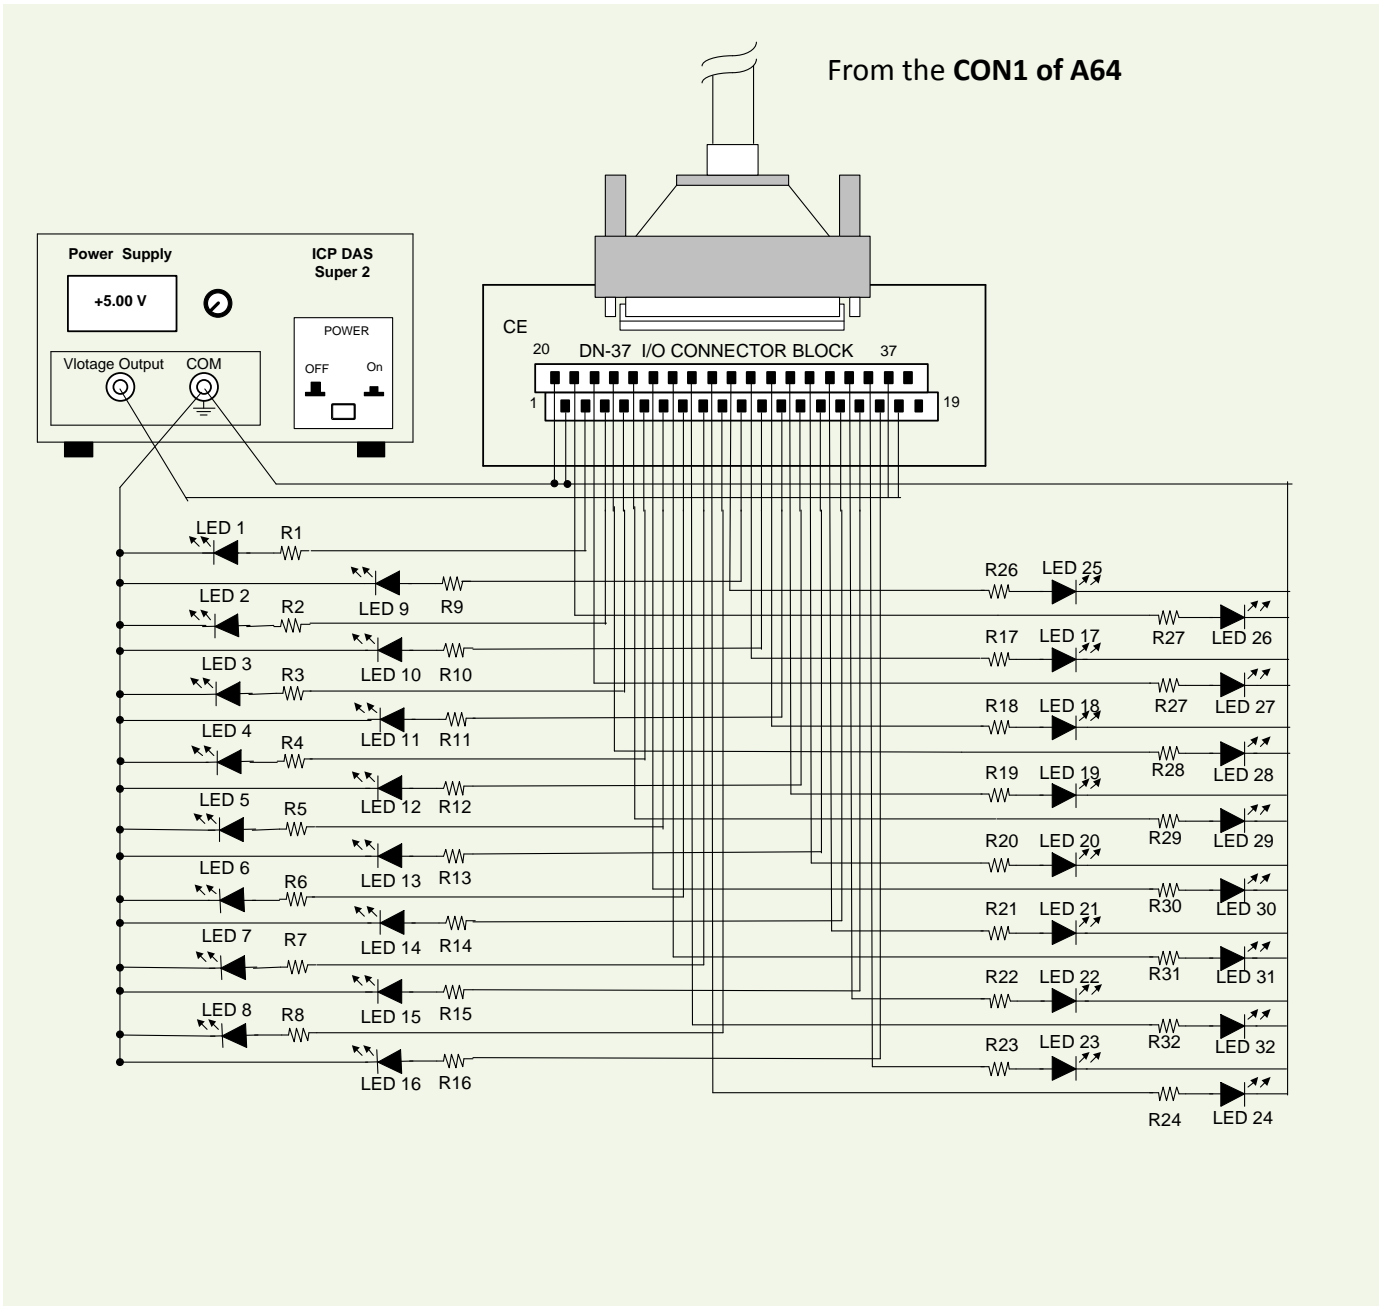 From the CON1 of A64
Power Supply
ICP DAS
Super 2
+5.00 V
POWER
OFF
On
Vlotage Output
COM
CE
20
DN-37 I/O CONNECTOR BLOCK
37
1
19
LED 1
R1
LED 9
R9
LED 2
R2
LED 10
R10
LED 3
R3
LED 11
R11
LED 4
R4
LED 12
R12
LED 5
R5
LED 13
R13
LED 6
R6
LED 14
R14
LED 7
R7
LED 15
R15
LED 8
R8
LED 16
R16
R26
LED 25
R27
LED 26
R17
LED 17
R27
LED 27
R18
LED 18
R28
LED 28
R19
LED 19
R29
LED 29
R20
LED 20
R30
LED 30
R21
LED 21
R31
LED 31
R22
LED 22
R32
LED 32
R23
LED 23
R24
LED 24